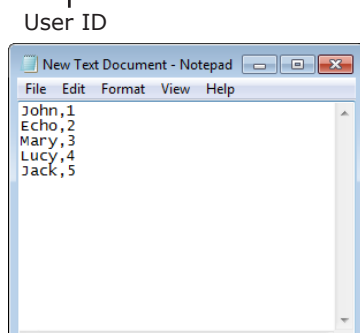 User ID
New Text Document - Notepad
File Edit Format View Help
John,1
Echo,2
Mary,3
Lucy,4
Jack,5